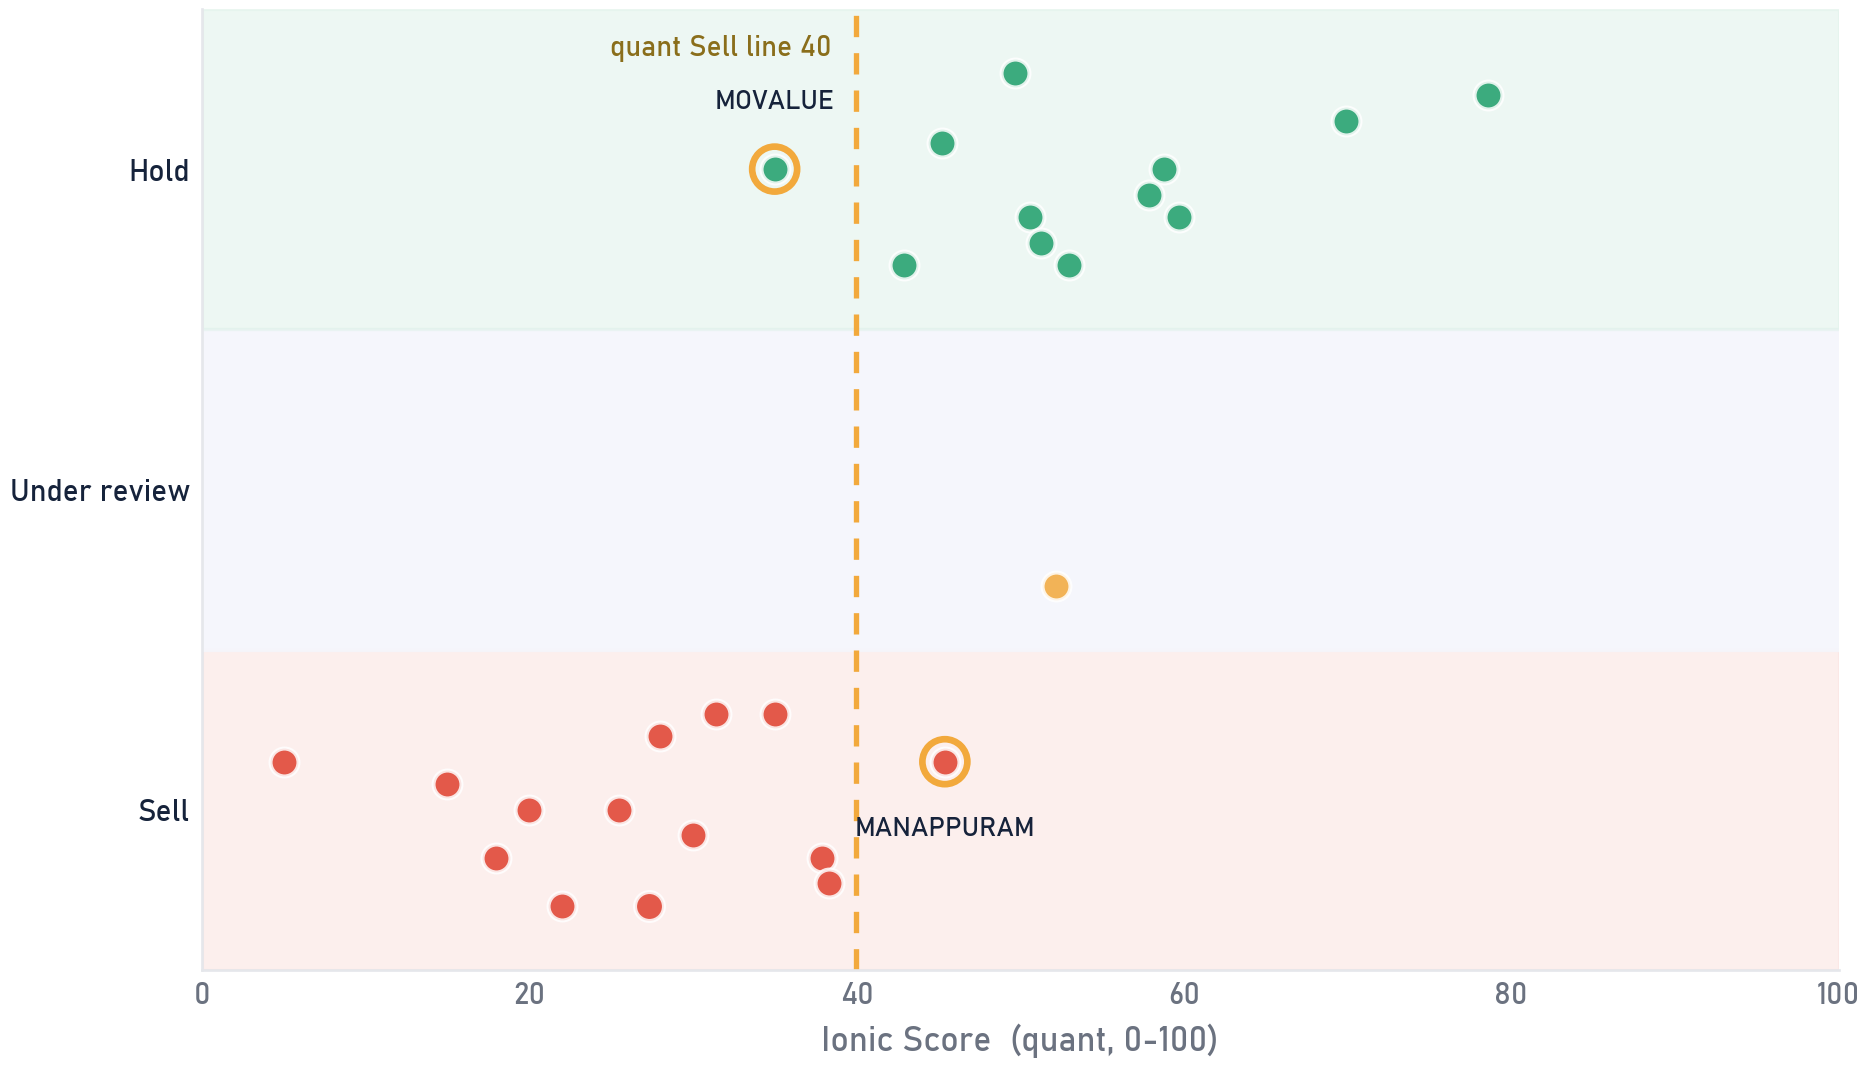 quant Sell line 40
MOVALUE
Hold
Under review
Sell
MANAPPURAM
0 20 40 60 80 100
Ionic Score (quant, 0-100)